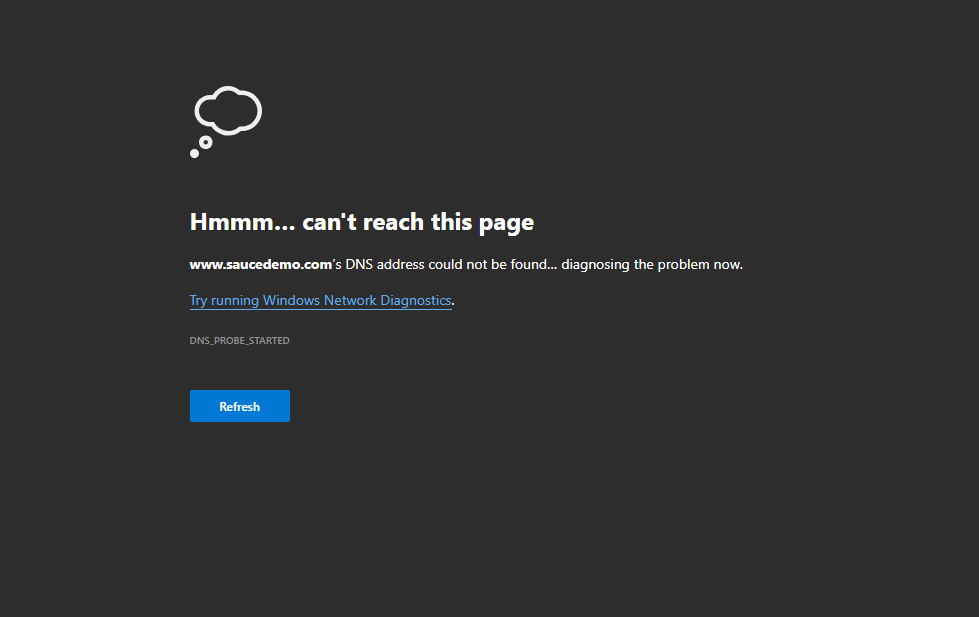 Hmmm... can't reach this page
www.saucedemo.com's DNS address could not be found... diagnosing the problem now.
Try running Windows Network Diagnostics.
DNS_PROBE_STARTED
Refresh